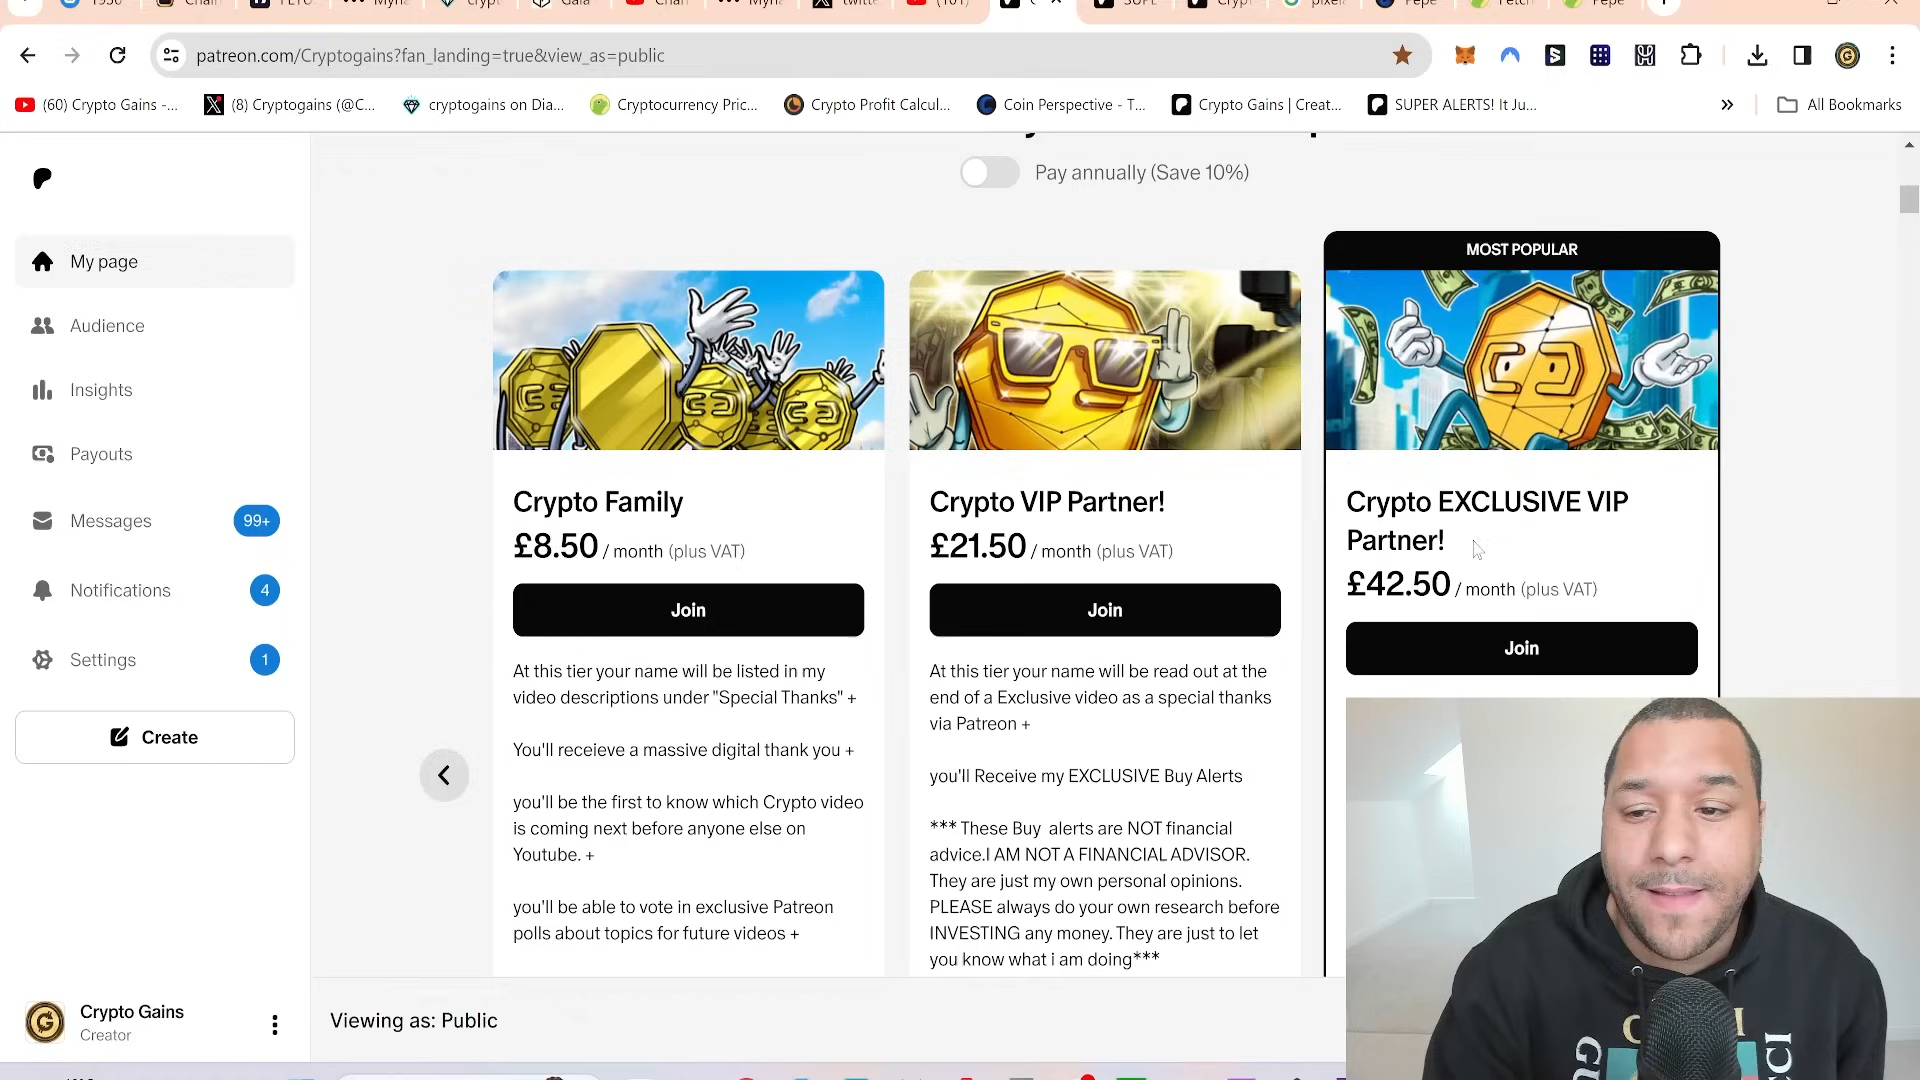 patreon.com/Cryptogains?fan_landing=true&view_as=public
(60) Crypto Gains -...
(8) Cryptogains (@C...
cryptogains on Dia...
Cryptocurrency Pric...
Crypto Profit Calcul...
Coin Perspective - T...
Crypto Gains | Creat...
SUPER ALERTS! It Ju...
»
All Bookmarks
Pay annually (Save 10%)
My page
Audience
Insights
Payouts
Messages
99+
Notifications
4
Settings
1
Create
Crypto Gains
Creator
Crypto Family
£8.50 / month (plus VAT)
Join
At this tier your name will be listed in my
video descriptions under "Special Thanks" +
You'll receieve a massive digital thank you +
you'll be the first to know which Crypto video
is coming next before anyone else on
Youtube. +
you'll be able to vote in exclusive Patreon
polls about topics for future videos +
Crypto VIP Partner!
£21.50 / month (plus VAT)
Join
At this tier your name will be read out at the
end of a Exclusive video as a special thanks
via Patreon +
you'll Receive my EXCLUSIVE Buy Alerts
*** These Buy alerts are NOT financial
advice.I AM NOT A FINANCIAL ADVISOR.
They are just my own personal opinions.
PLEASE always do your own research before
INVESTING any money. They are just to let
you know what i am doing***
MOST POPULAR
Crypto EXCLUSIVE VIP
Partner!
£42.50 / month (plus VAT)
Join
Viewing as: Public